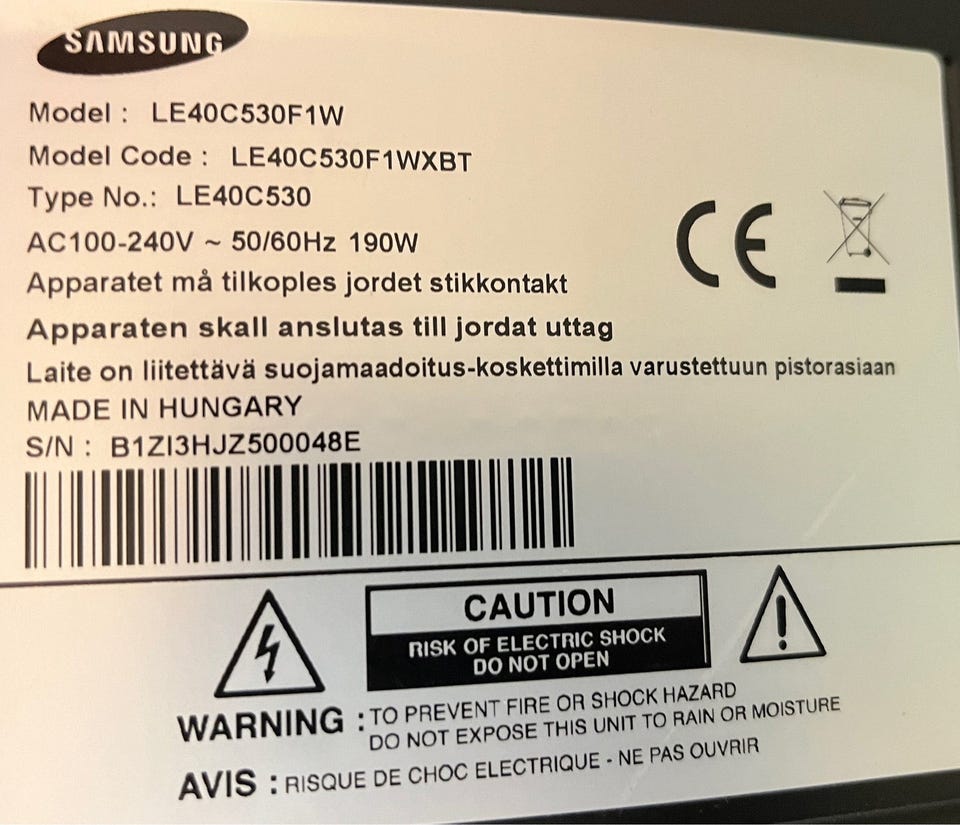 SAMSUNG
Model : LE40C530F1W
Model Code : LE40C530F1WXBT
Type No.: LE40C530
AC100-240V ~ 50/60Hz 190W
Apparatet må tilkoples jordet stikkontakt
Apparaten skall anslutas till jordat uttag
Laite on liitettävä suojamaadoitus-koskettimilla varustettuun pistorasiaan
MADE IN HUNGARY
S/N : B1ZI3HJZ500048E
CE
CAUTION
RISK OF ELECTRIC SHOCK
DO NOT OPEN
WARNING : TO PREVENT FIRE OR SHOCK HAZARD
DO NOT EXPOSE THIS UNIT TO RAIN OR MOISTURE
AVIS : RISQUE DE CHOC ELECTRIQUE - NE PAS OUVRIR